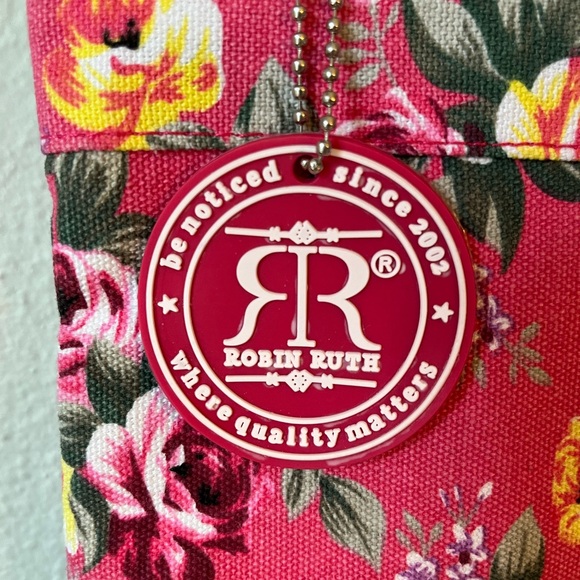 be noticed since 2002
RR®
ROBIN RUTH
where quality matters